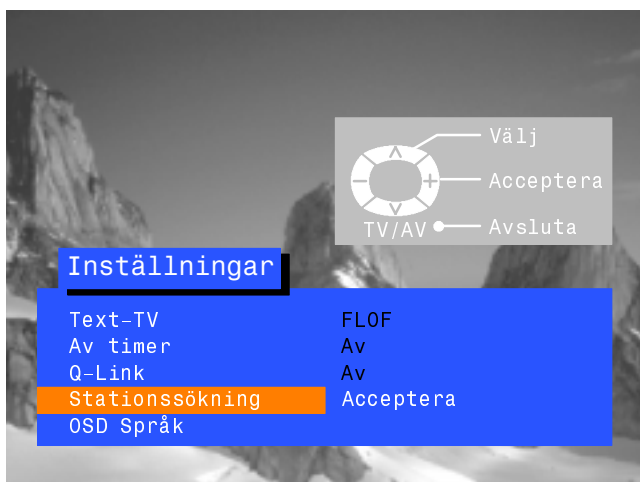 Välj
Acceptera
TV/AV Avsluta
Inställningar
Text-TV FLOF
Av timer Av
Q-Link Av
Stationssökning Acceptera
OSD Språk